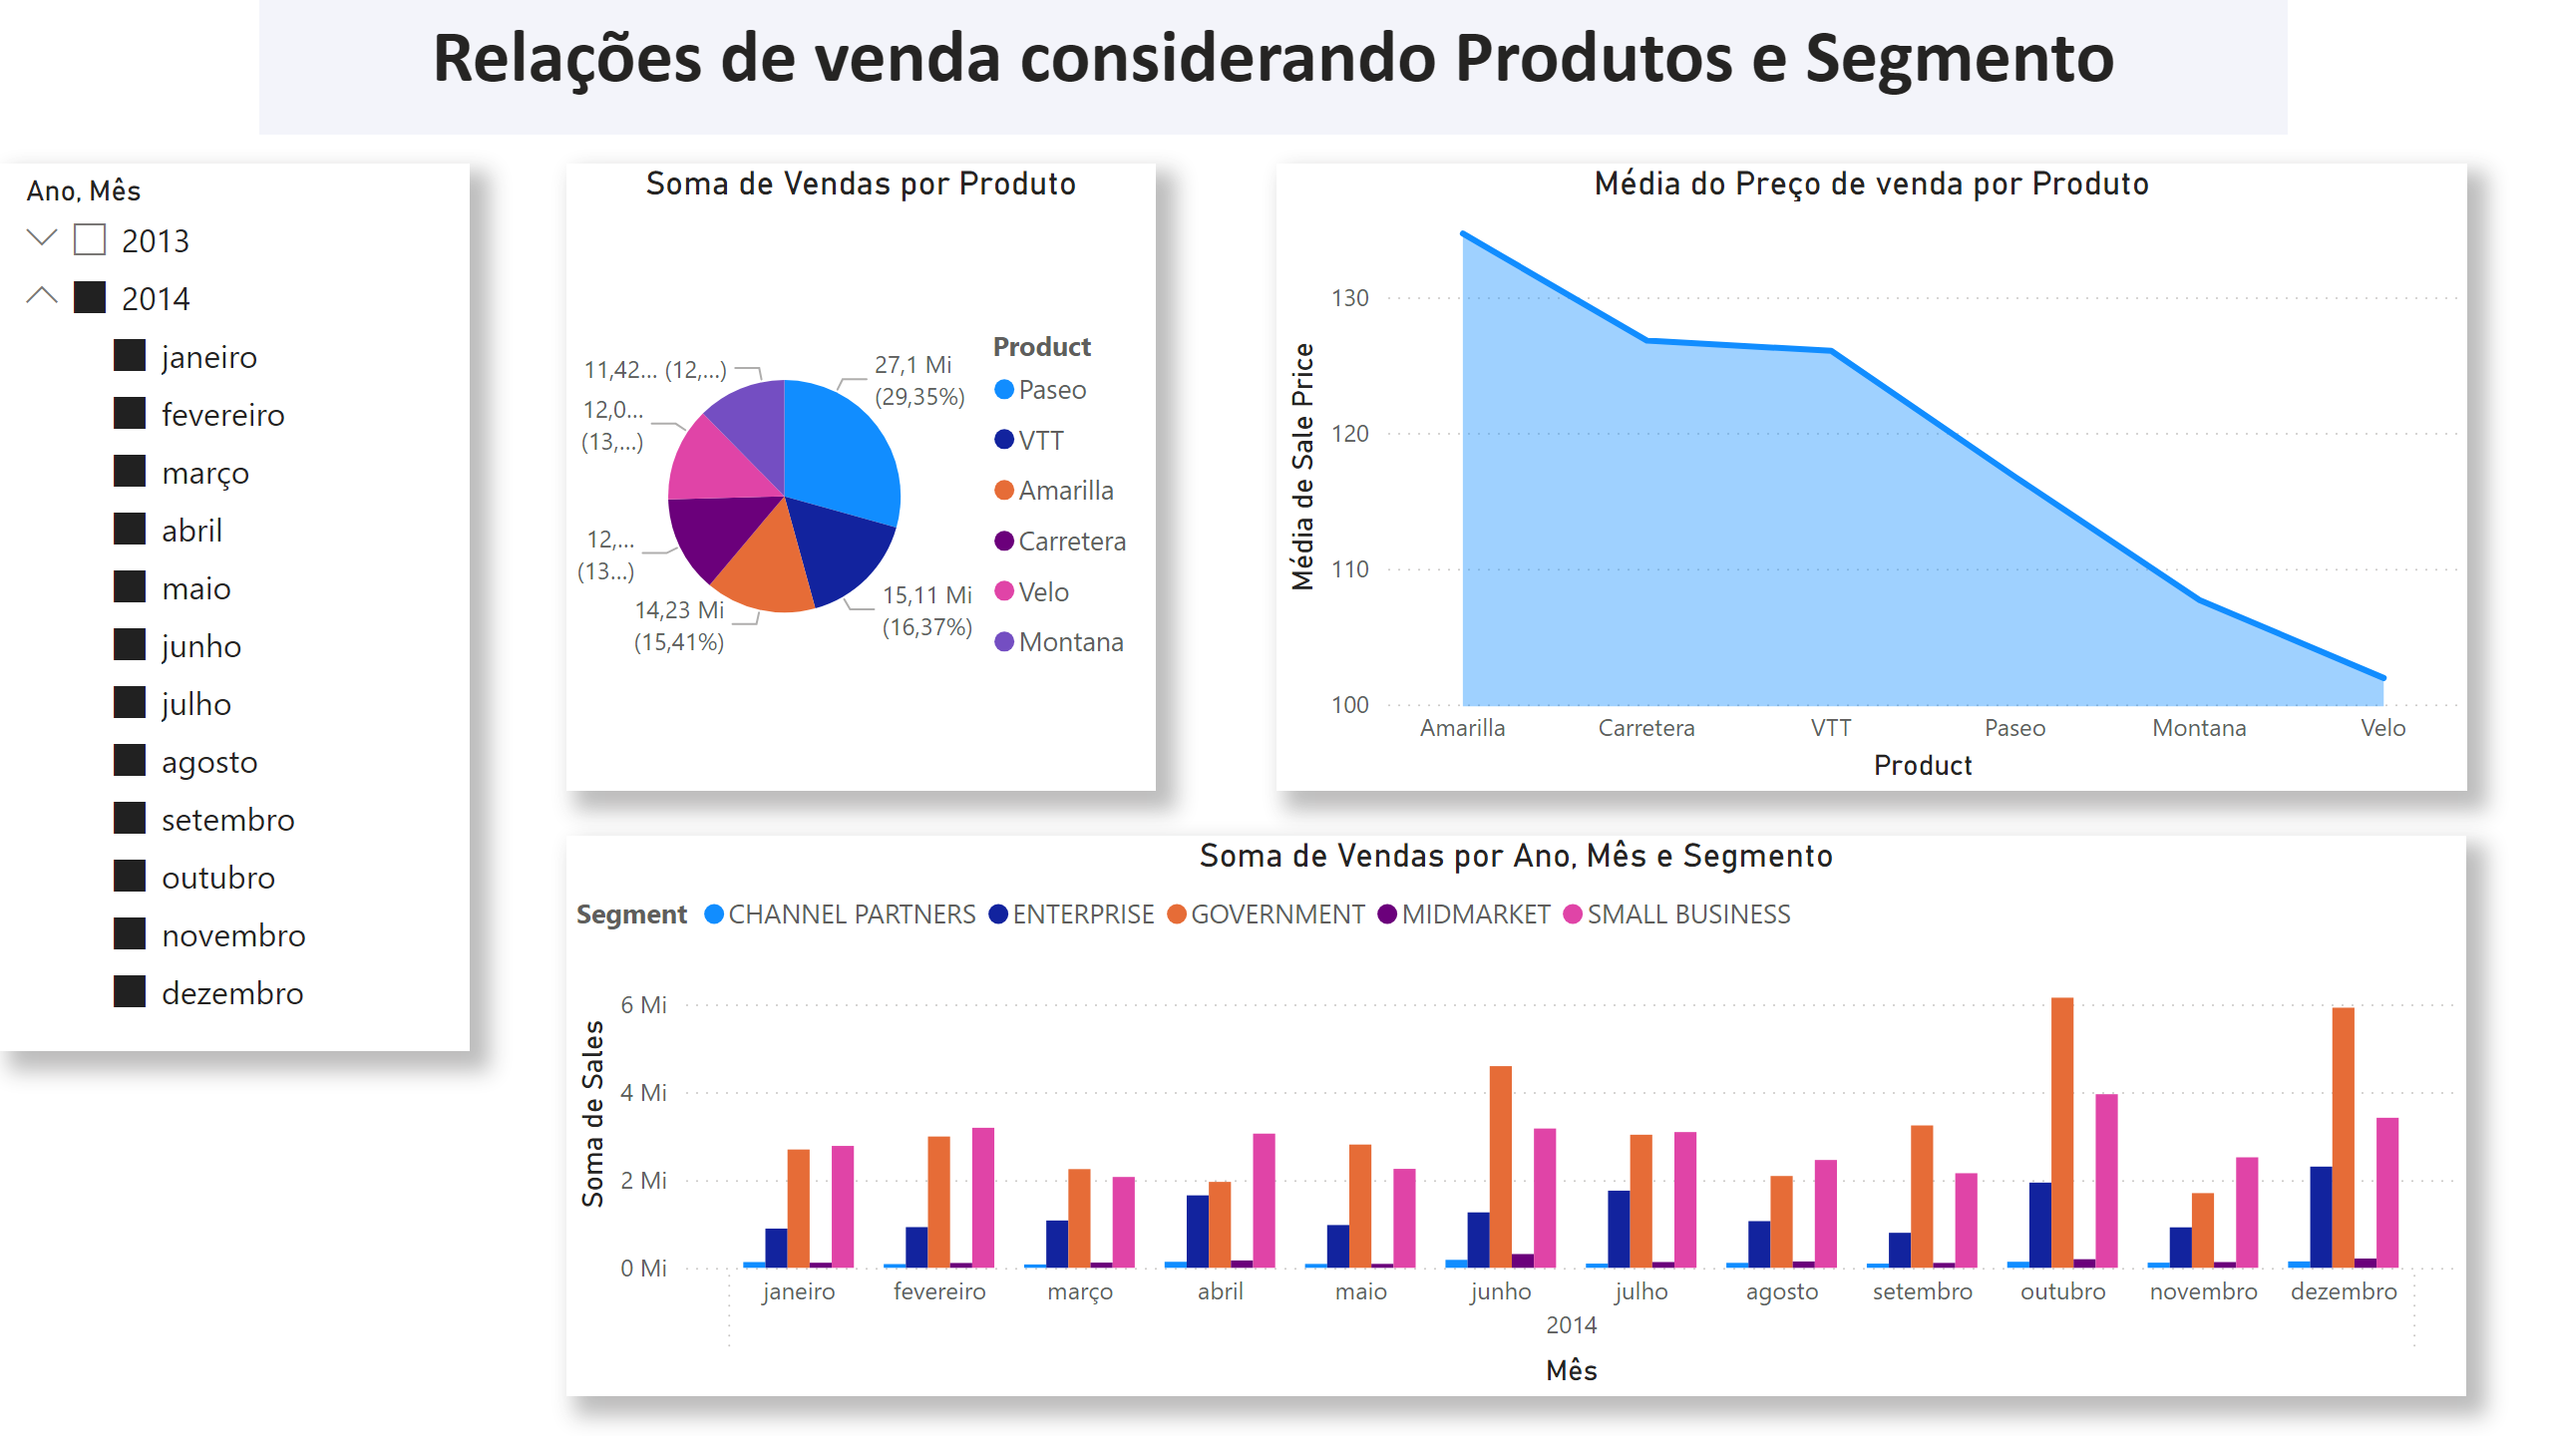 Relações de venda considerando Produtos e Segmento
Ano, Mês
2013
2014
janeiro
fevereiro
março
abril
maio
junho
julho
agosto
setembro
outubro
novembro
dezembro
Soma de Vendas por Produto
11,42... (12,...)
12,0...
(13,...)
12,...
(13...)
14,23 Mi
(15,41%)
15,11 Mi
(16,37%)
27,1 Mi
(29,35%)
Product
Paseo
VTT
Amarilla
Carretera
Velo
Montana
Média do Preço de venda por Produto
Média de Sale Price
130
120
110
100
Amarilla Carretera VTT Paseo Montana Velo
Product
Soma de Vendas por Ano, Mês e Segmento
Segment CHANNEL PARTNERS ENTERPRISE GOVERNMENT MIDMARKET SMALL BUSINESS
Soma de Sales
6 Mi
4 Mi
2 Mi
0 Mi
janeiro fevereiro março abril maio junho julho agosto setembro outubro novembro dezembro
2014
Mês